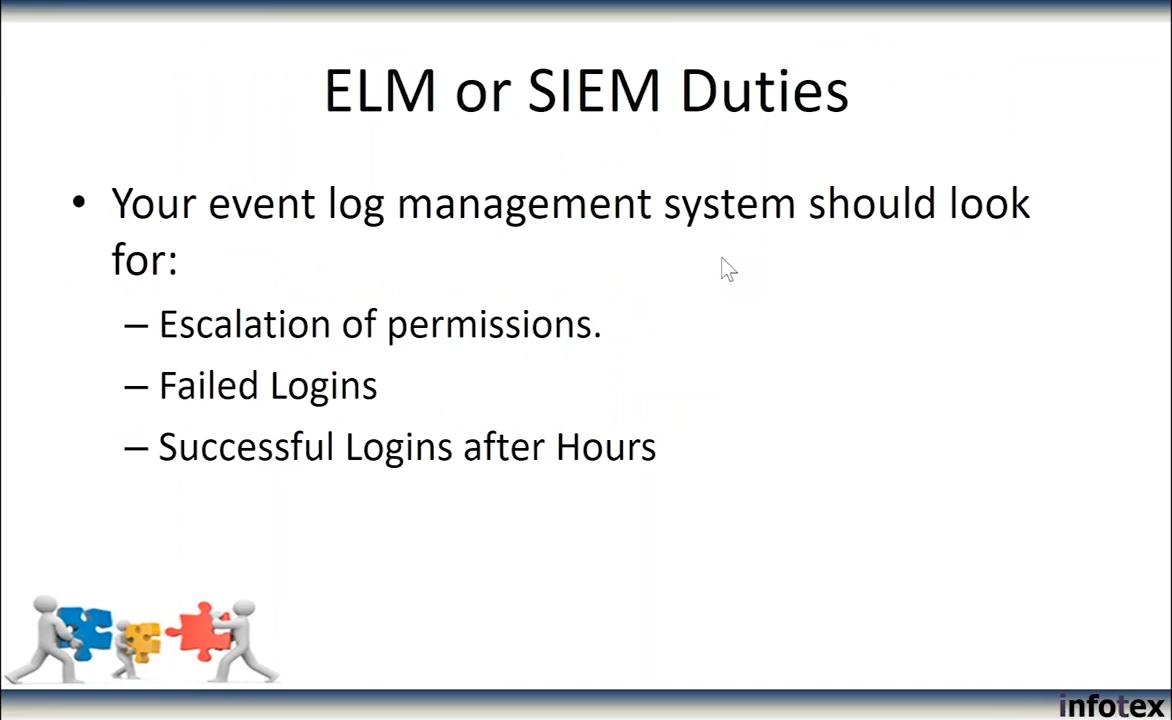 ELM or SIEM Duties
• Your event log management system should look
for:
– Escalation of permissions.
– Failed Logins
– Successful Logins after Hours
infotex